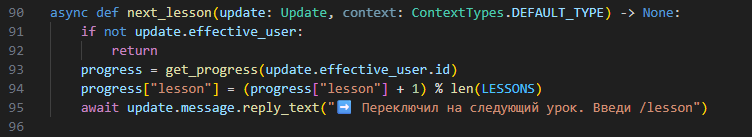 90 async def next_lesson(update: Update, context: ContextTypes.DEFAULT_TYPE) -> None:
91     if not update.effective_user:
92         return
93     progress = get_progress(update.effective_user.id)
94     progress["lesson"] = (progress["lesson"] + 1) % len(LESSONS)
95     await update.message.reply_text("➡️ Переключил на следующий урок. Введи /lesson")
96